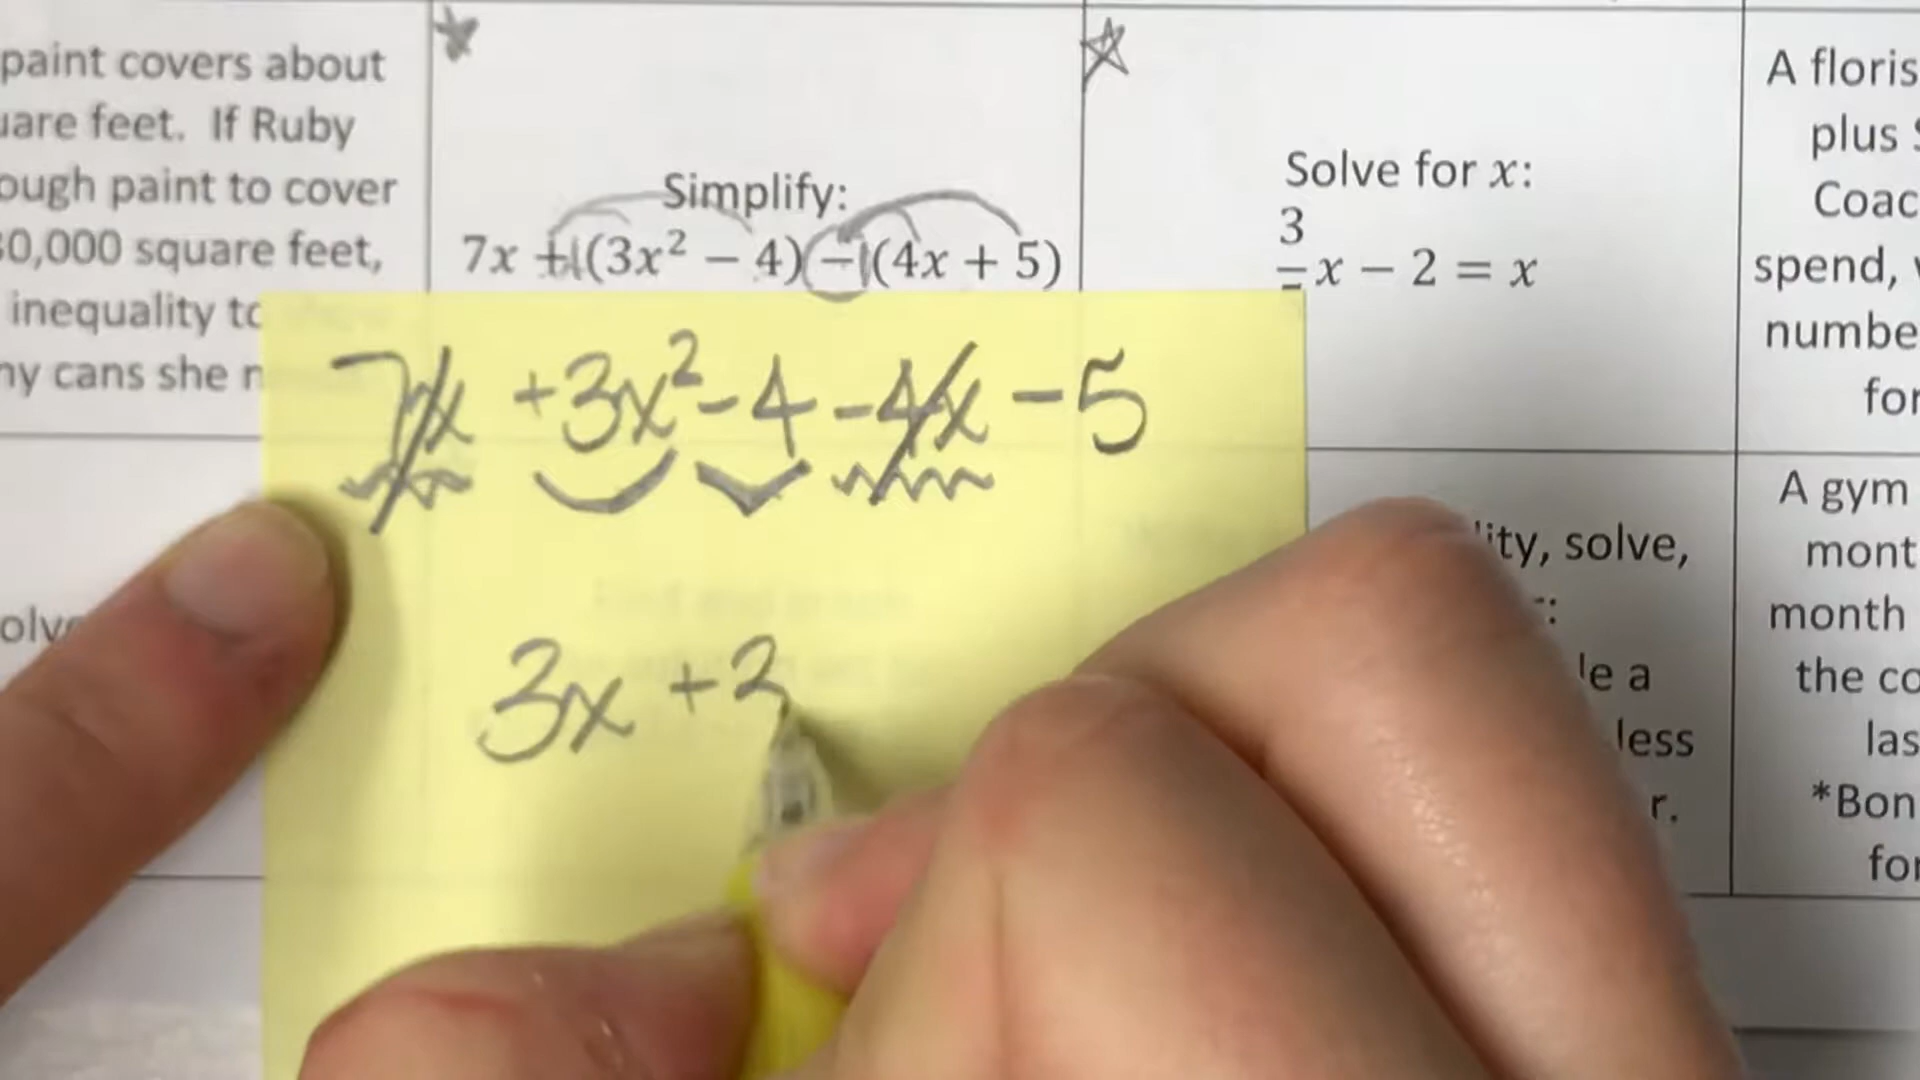 paint covers about
uare feet. If Ruby
ough paint to cover
0,000 square feet,
inequality to
ny cans she n
olve
Simplify:
7x +1(3x² − 4) −1(4x + 5)
Solve for x:
3
x − 2 = x
A floris
plus
Coac
spend,
numbe
for
7x +3x² -4 -4x -5
3x +3
ity, solve,
r:
le a
less
r.
A gym
mont
month
the co
las
*Bon
for